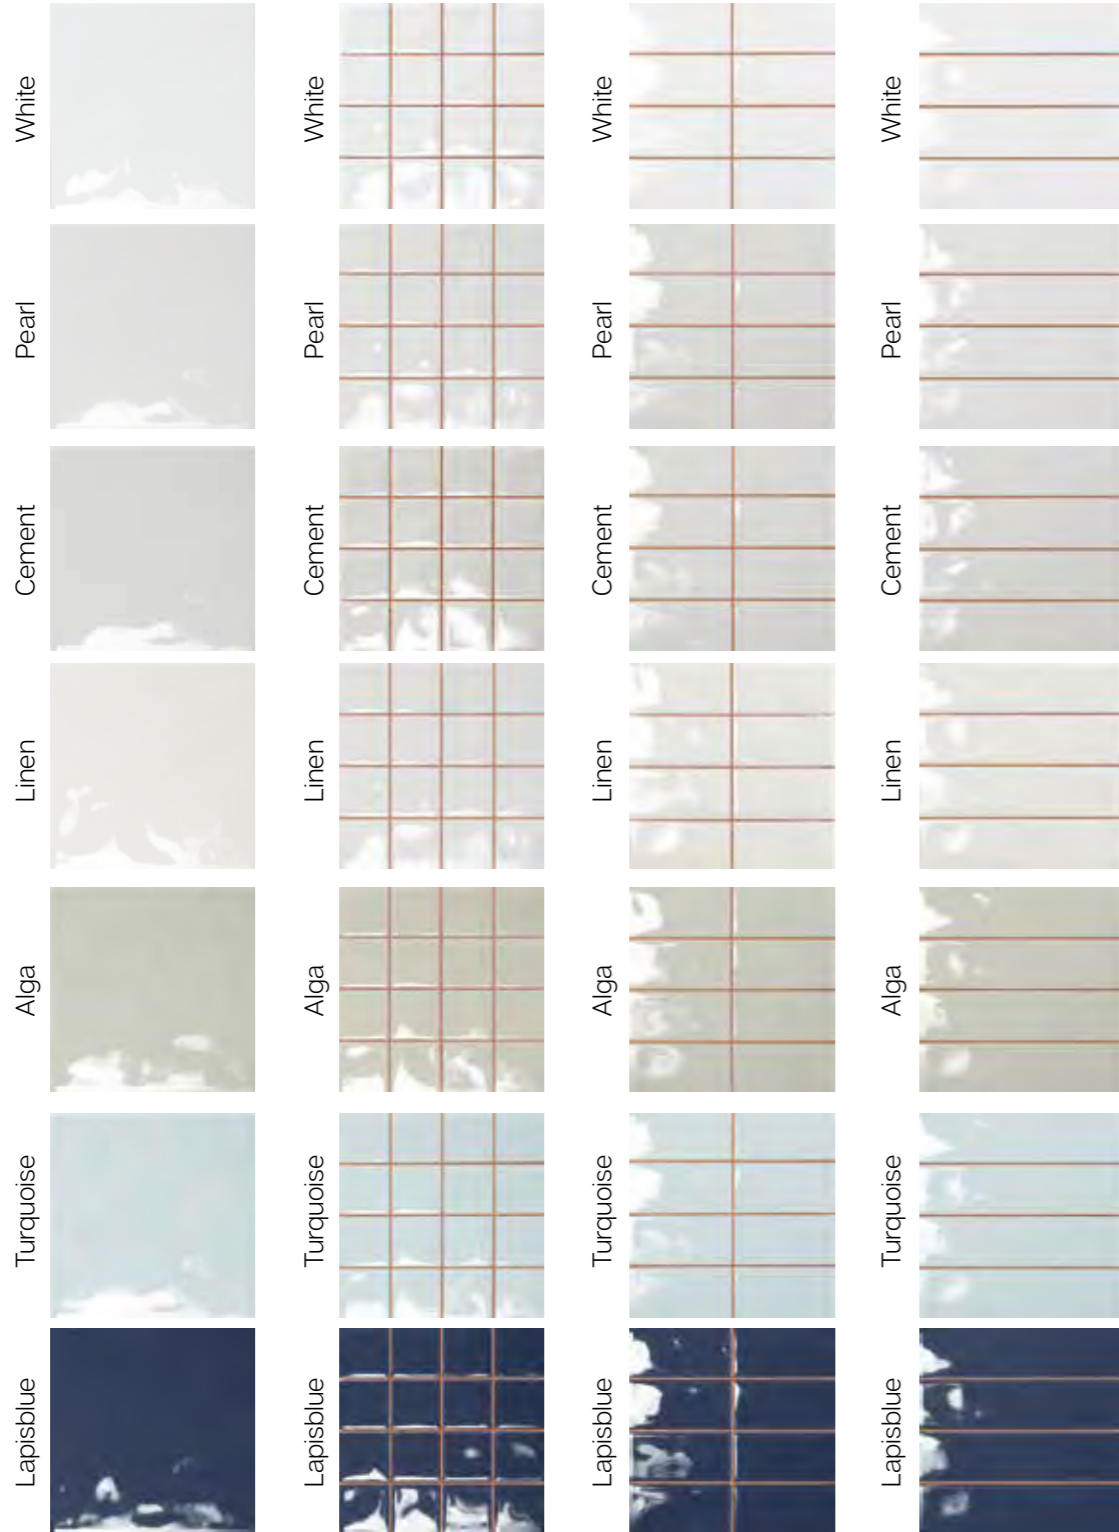 White
White
White
White
Pearl
Pearl
Pearl
Pearl
Cement
Cement
Cement
Cement
Linen
Linen
Linen
Linen
Alga
Alga
Alga
Alga
Turquoise
Turquoise
Turquoise
Turquoise
Lapisblue
Lapisblue
Lapisblue
Lapisblue